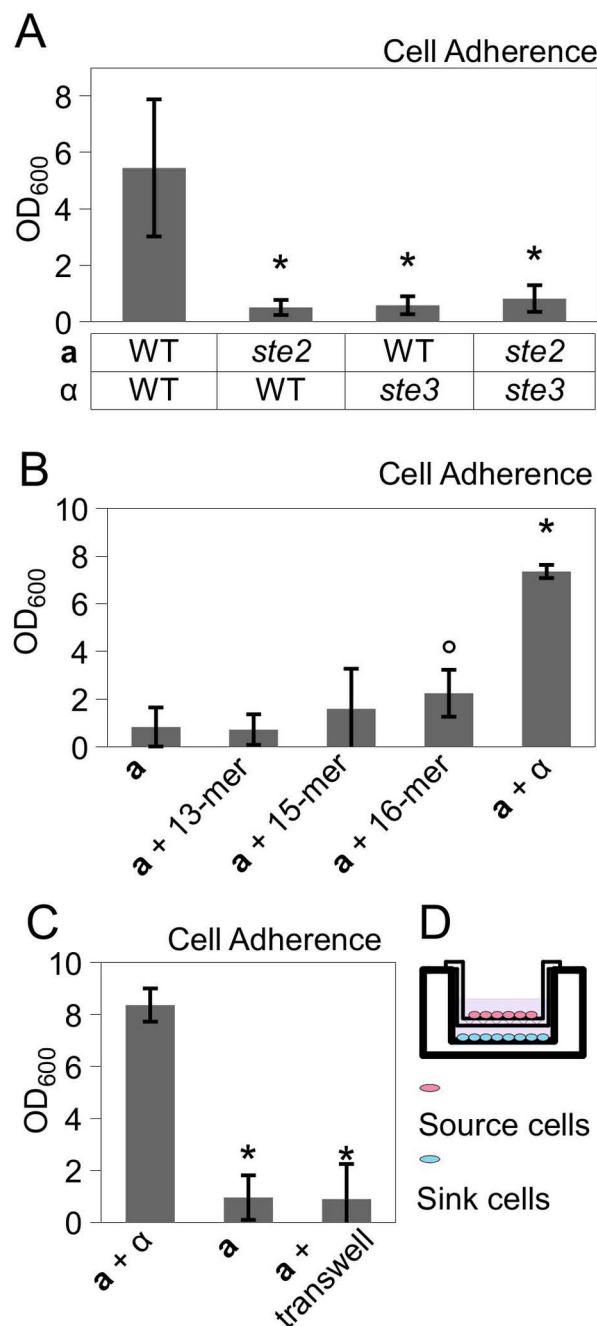 A
Cell Adherence
8
6
4
2
0
OD600
*
*
*
a WT ste2 WT ste2
α WT WT ste3 ste3
B
Cell Adherence
10
8
6
4
2
0
OD600
°
*
a
a + 13-mer
a + 15-mer
a + 16-mer
a + α
C
Cell Adherence
10
8
6
4
2
0
OD600
*
*
a + α
a
a +
transwell
D
Source cells
Sink cells